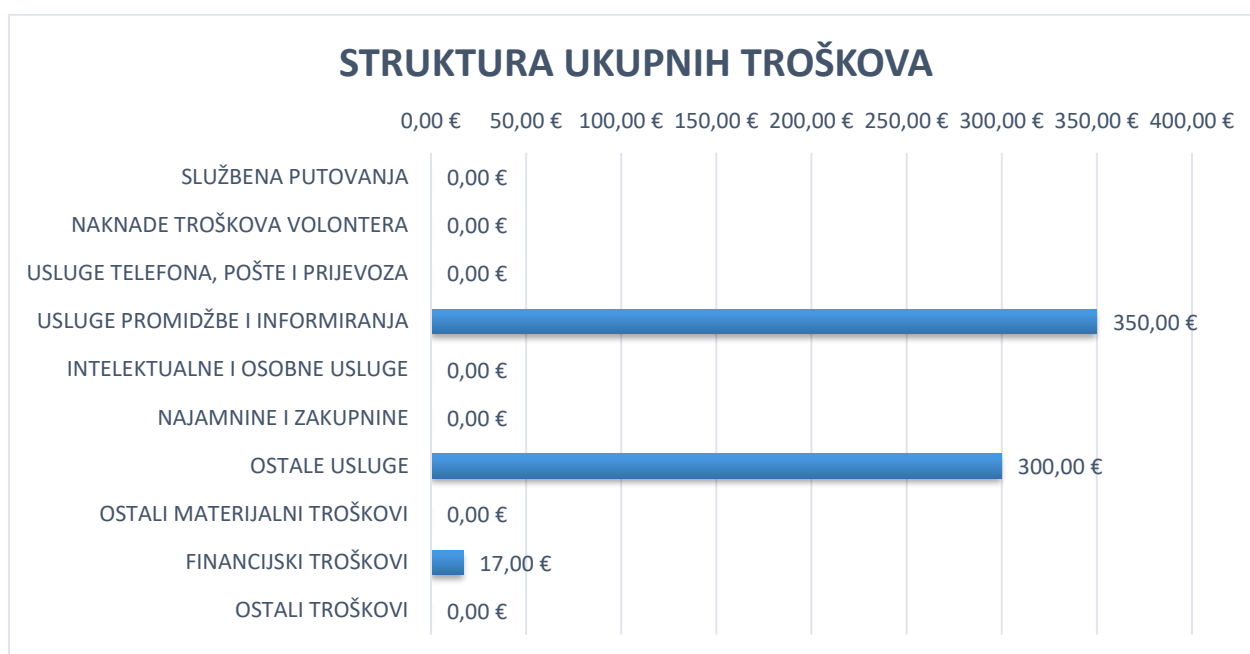 STRUKTURA UKUPNIH TROŠKOVA
0,00 € 50,00 € 100,00 € 150,00 € 200,00 € 250,00 € 300,00 € 350,00 € 400,00 €
SLUŽBENA PUTOVANJA 0,00 €
NAKNADE TROŠKOVA VOLONTERA 0,00 €
USLUGE TELEFONA, POŠTE I PRIJEVOZA 0,00 €
USLUGE PROMIDŽBE I INFORMIRANJA 350,00 €
INTELEKTUALNE I OSOBNE USLUGE 0,00 €
NAJAMNINE I ZAKUPNINE 0,00 €
OSTALE USLUGE 300,00 €
OSTALI MATERIJALNI TROŠKOVI 0,00 €
FINANCIJSKI TROŠKOVI 17,00 €
OSTALI TROŠKOVI 0,00 €